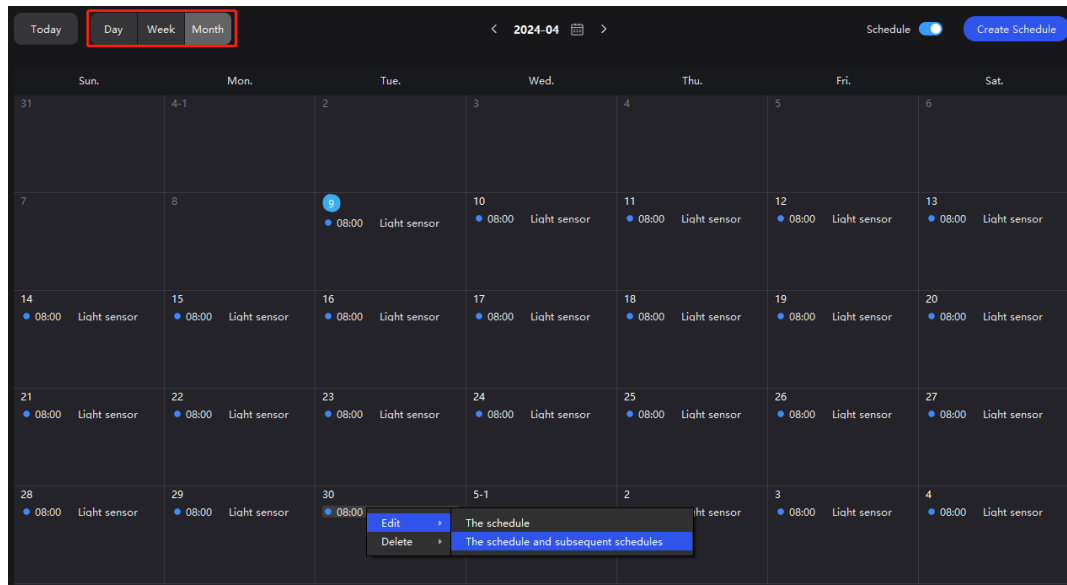 Today Day Week Month 2024-04 Schedule Create Schedule
Sun. Mon. Tue. Wed. Thu. Fri. Sat.
31 4-1 2 3 4 5 6
7 8 9 10 11 12 13
08:00 Light sensor 08:00 Light sensor 08:00 Light sensor 08:00 Light sensor 08:00 Light sensor
14 15 16 17 18 19 20
08:00 Light sensor 08:00 Light sensor 08:00 Light sensor 08:00 Light sensor 08:00 Light sensor 08:00 Light sensor 08:00 Light sensor
21 22 23 24 25 26 27
08:00 Light sensor 08:00 Light sensor 08:00 Light sensor 08:00 Light sensor 08:00 Light sensor 08:00 Light sensor 08:00 Light sensor
28 29 30 5-1 2 3 4
08:00 Light sensor 08:00 Light sensor 08:00 ht sensor 08:00 Light sensor 08:00 Light sensor
Edit The schedule
Delete The schedule and subsequent schedules